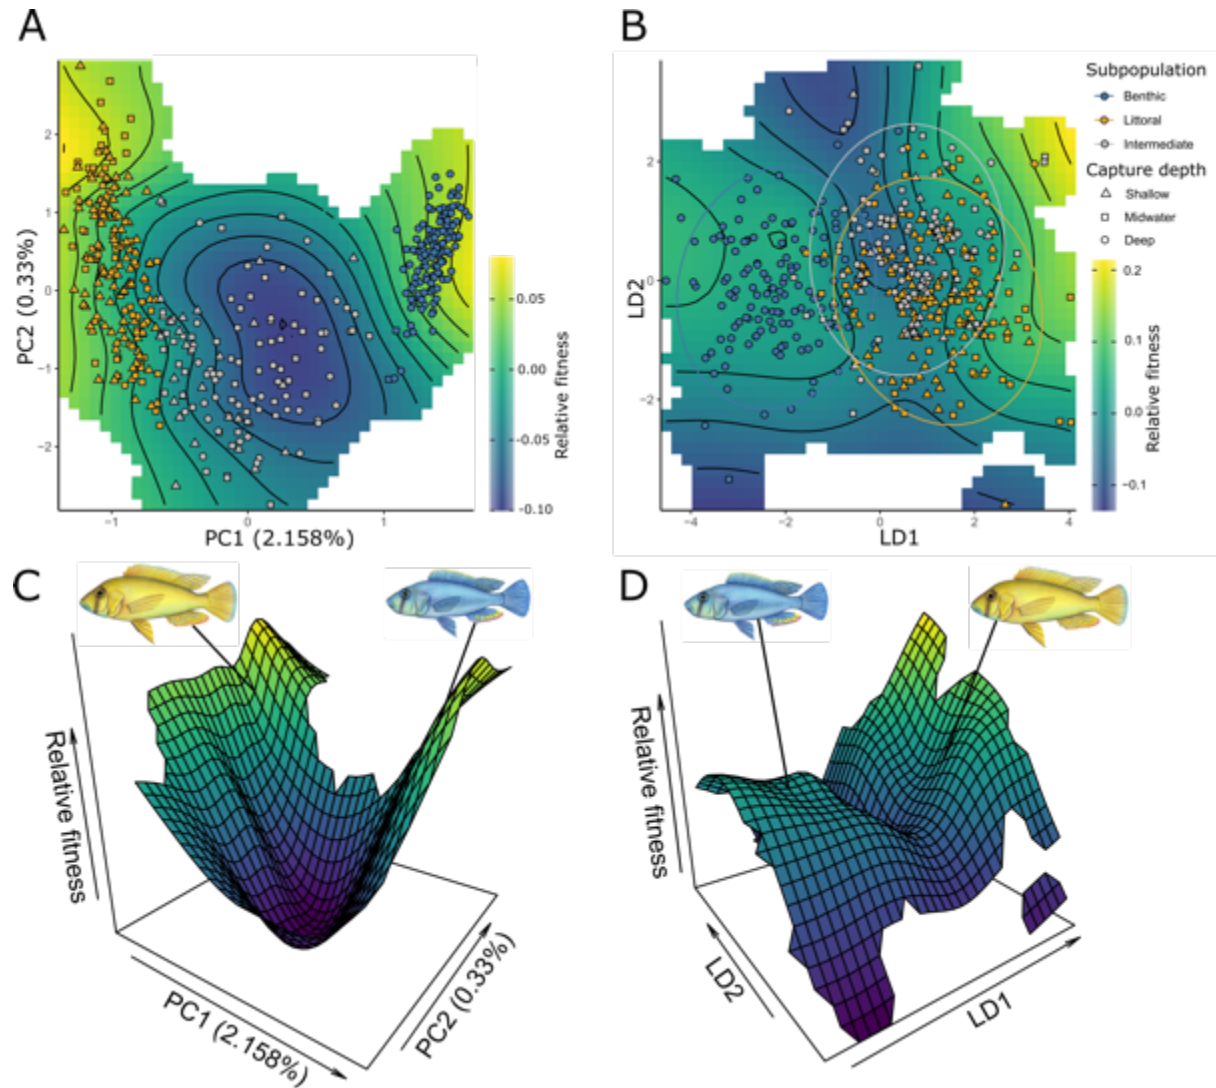 A
B
2
1
0
−1
−2
PC2 (0.33%)
−1
0
1
PC1 (2.158%)
0.05
0.00
-0.05
-0.10
Relative fitness
2
0
−2
LD2
−4
−2
0
2
4
LD1
Subpopulation
Benthic
Littoral
Intermediate
Capture depth
Shallow
Midwater
Deep
0.2
0.1
0.0
−0.1
Relative fitness
C
D
Relative fitness
PC1 (2.158%)
PC2 (0.33%)
Relative fitness
LD2
LD1